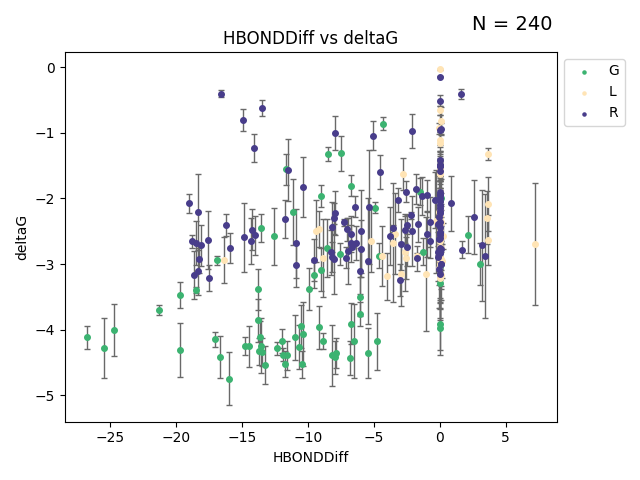 N = 240
HBONDDiff vs deltaG
G
L
R
deltaG
0
−1
−2
−3
−4
−5
−25
−20
−15
−10
−5
0
5
HBONDDiff